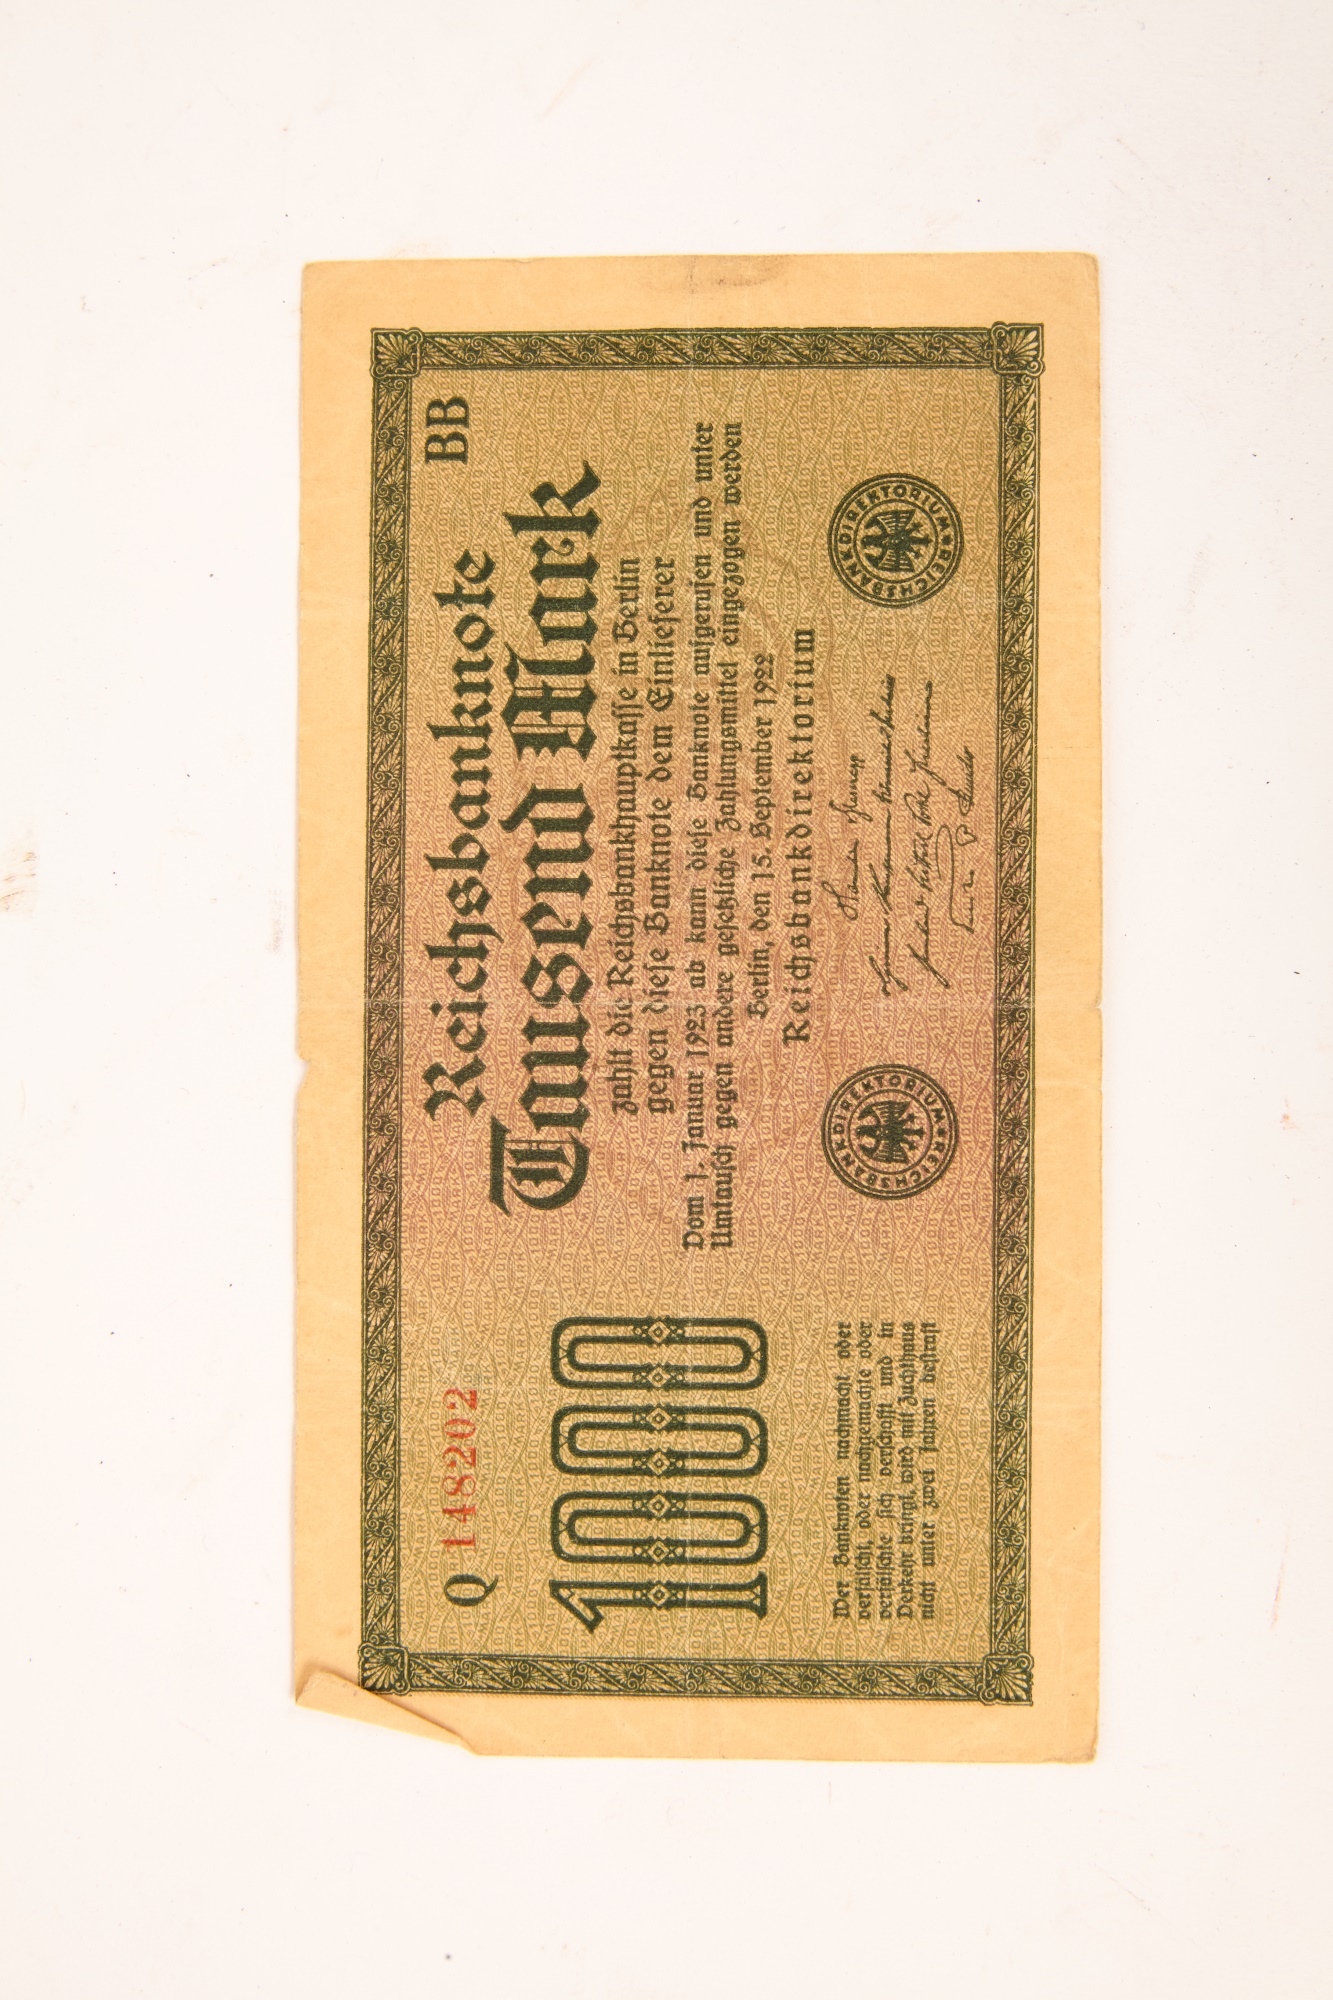 Reichsbanknote
BB
Q 148202
Tausend Mark
1000
zahlt die Reichsbankhauptkasse in Berlin
gegen diese Banknote dem Einlieferer
Vom 1. Januar 1923 ab kann diese Banknote aufgerufen und unter
Umtausch gegen andere gesetzliche Zahlungsmittel eingezogen werden
Berlin, den 15. September 1922
Reichsbankdirektorium
REICHSBANKDIREKTORIUM
REICHSBANKDIREKTORIUM
Wer Banknoten nachmacht oder
verfälscht, oder nachgemachte oder
verfälschte sich verschafft und in
Verkehr bringt, wird mit Zuchthaus
nicht unter zwei Jahren bestraft